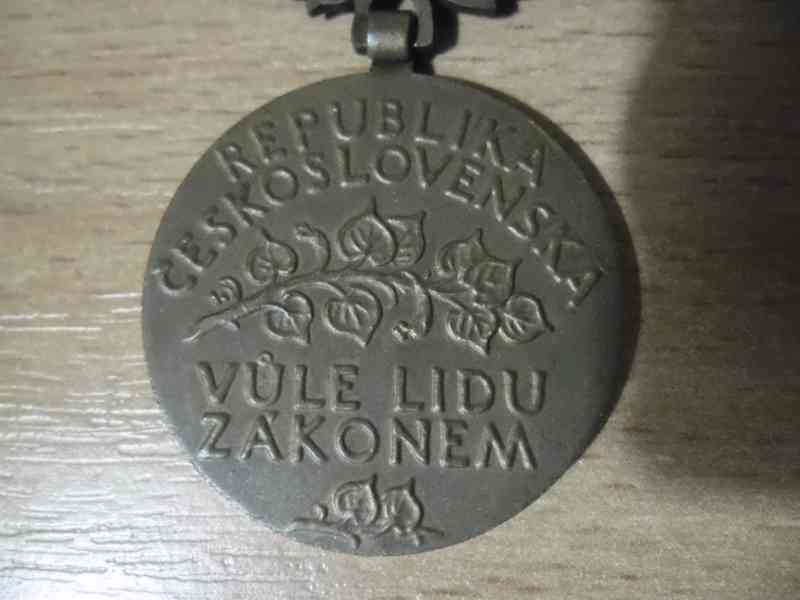 REPUBLIKA
ČESKOSLOVENSKÁ
VŮLE LIDU
ZÁKONEM